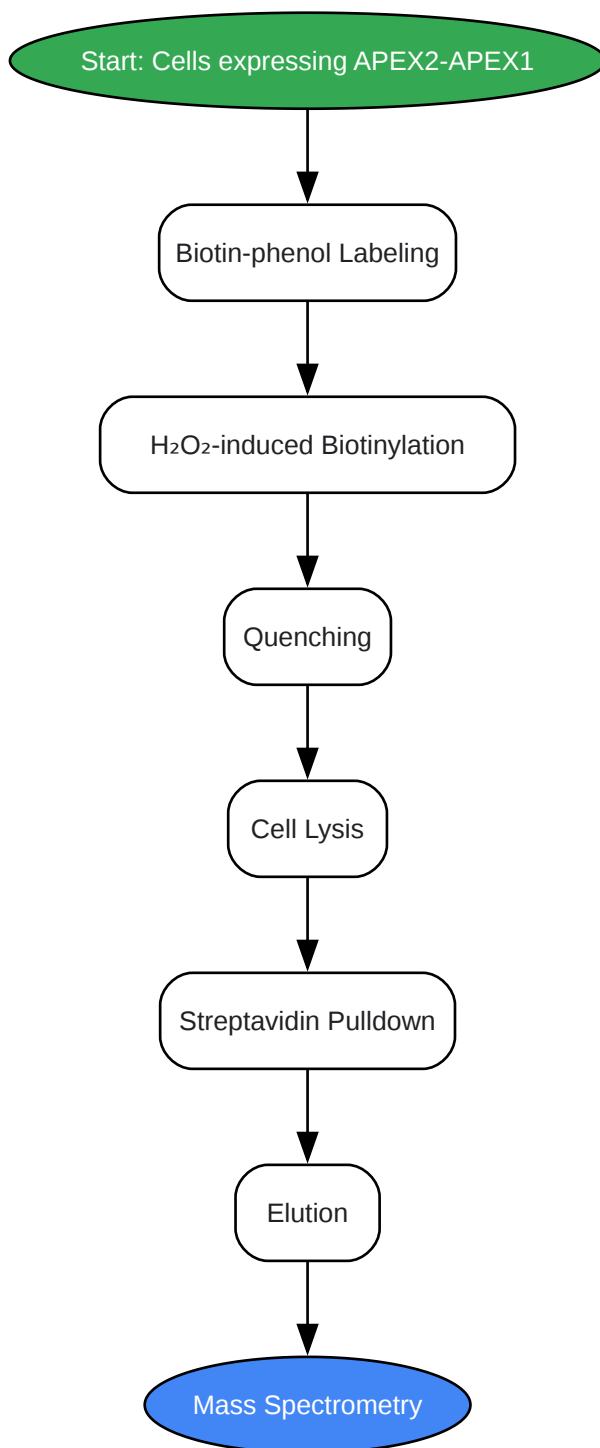 Start: Cells expressing APEX2-APEX1
Biotin-phenol Labeling
H₂O₂-induced Biotinylation
Quenching
Cell Lysis
Streptavidin Pulldown
Elution
Mass Spectrometry